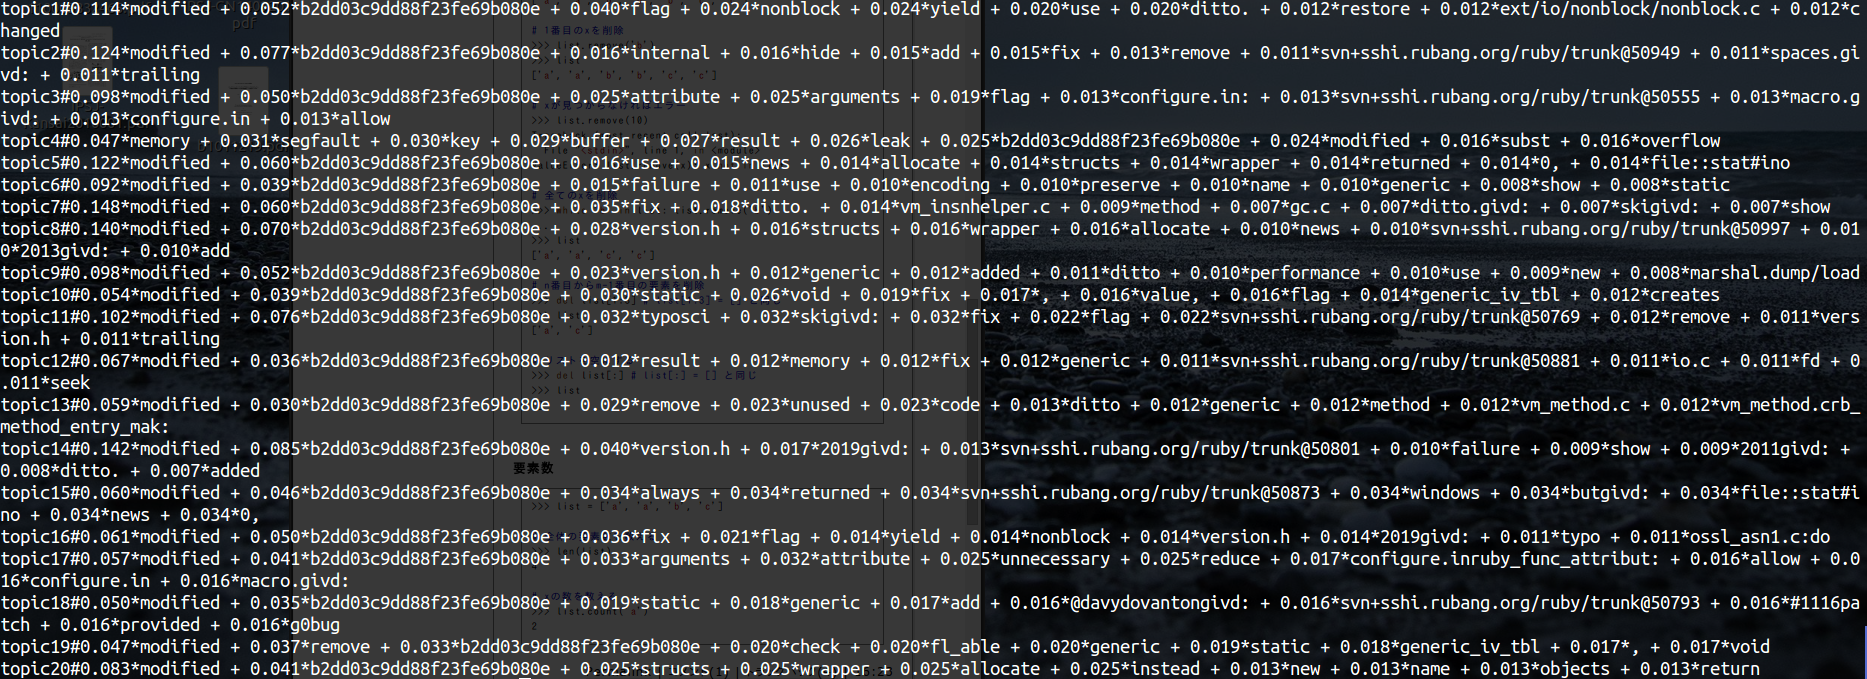 topic1#0.114*modified + 0.052*b2dd03c9dd88f23fe69b080e + 0.040*flag + 0.024*nonblock + 0.024*yield + 0.020*use + 0.020*ditto. + 0.012*restore + 0.012*ext/io/nonblock/nonblock.c + 0.012*c
hanged
topic2#0.124*modified + 0.077*b2dd03c9dd88f23fe69b080e + 0.016*internal + 0.016*hide + 0.015*add + 0.015*fix + 0.013*remove + 0.011*svn+sshi.rubang.org/ruby/trunk@50949 + 0.011*spaces.gi
vd: + 0.011*trailing
topic3#0.098*modified + 0.050*b2dd03c9dd88f23fe69b080e + 0.025*attribute + 0.025*arguments + 0.019*flag + 0.013*configure.in: + 0.013*svn+sshi.rubang.org/ruby/trunk@50555 + 0.013*macro.g
ivd: + 0.013*configure.in + 0.013*allow
topic4#0.047*memory + 0.031*segfault + 0.030*key + 0.029*buffer + 0.027*result + 0.026*leak + 0.025*b2dd03c9dd88f23fe69b080e + 0.024*modified + 0.016*subst + 0.016*overflow
topic5#0.122*modified + 0.060*b2dd03c9dd88f23fe69b080e + 0.016*use + 0.015*news + 0.014*allocate + 0.014*structs + 0.014*wrapper + 0.014*returned + 0.014*0, + 0.014*file::stat#ino
topic6#0.092*modified + 0.039*b2dd03c9dd88f23fe69b080e + 0.015*failure + 0.011*use + 0.010*encoding + 0.010*preserve + 0.010*name + 0.010*generic + 0.008*show + 0.008*static
topic7#0.148*modified + 0.060*b2dd03c9dd88f23fe69b080e + 0.035*fix + 0.018*ditto. + 0.014*vm_insnhelper.c + 0.009*method + 0.007*gc.c + 0.007*ditto.givd: + 0.007*skigivd: + 0.007*show
topic8#0.140*modified + 0.070*b2dd03c9dd88f23fe69b080e + 0.028*version.h + 0.016*structs + 0.016*wrapper + 0.016*allocate + 0.010*news + 0.010*svn+sshi.rubang.org/ruby/trunk@50997 + 0.01
0*2013givd: + 0.010*add
topic9#0.098*modified + 0.052*b2dd03c9dd88f23fe69b080e + 0.023*version.h + 0.012*generic + 0.012*added + 0.011*ditto + 0.010*performance + 0.010*use + 0.009*new + 0.008*marshal.dump/load
topic10#0.054*modified + 0.039*b2dd03c9dd88f23fe69b080e + 0.030*static + 0.026*void + 0.019*fix + 0.017*, + 0.016*value, + 0.016*flag + 0.014*generic_iv_tbl + 0.012*creates
topic11#0.102*modified + 0.076*b2dd03c9dd88f23fe69b080e + 0.032*typosci + 0.032*skigivd: + 0.032*fix + 0.022*flag + 0.022*svn+sshi.rubang.org/ruby/trunk@50769 + 0.012*remove + 0.011*vers
ion.h + 0.011*trailing
topic12#0.067*modified + 0.036*b2dd03c9dd88f23fe69b080e + 0.012*result + 0.012*memory + 0.012*fix + 0.012*generic + 0.011*svn+sshi.rubang.org/ruby/trunk@50881 + 0.011*io.c + 0.011*fd + 0
.011*seek
topic13#0.059*modified + 0.030*b2dd03c9dd88f23fe69b080e + 0.029*remove + 0.023*unused + 0.023*code + 0.013*ditto + 0.012*generic + 0.012*method + 0.012*vm_method.c + 0.012*vm_method.crb_
method_entry_mak:
topic14#0.142*modified + 0.085*b2dd03c9dd88f23fe69b080e + 0.040*version.h + 0.017*2019givd: + 0.013*svn+sshi.rubang.org/ruby/trunk@50801 + 0.010*failure + 0.009*show + 0.009*2011givd: +
0.008*ditto. + 0.007*added
要素数
topic15#0.060*modified + 0.046*b2dd03c9dd88f23fe69b080e + 0.034*always + 0.034*returned + 0.034*svn+sshi.rubang.org/ruby/trunk@50873 + 0.034*windows + 0.034*butgivd: + 0.034*file::stat#i
no + 0.034*news + 0.034*0,
topic16#0.061*modified + 0.050*b2dd03c9dd88f23fe69b080e + 0.036*fix + 0.021*flag + 0.014*yield + 0.014*nonblock + 0.014*version.h + 0.014*2019givd: + 0.011*typo + 0.011*ossl_asn1.c:do
topic17#0.057*modified + 0.041*b2dd03c9dd88f23fe69b080e + 0.033*arguments + 0.032*attribute + 0.025*unnecessary + 0.025*reduce + 0.017*configure.inruby_func_attribut: + 0.016*allow + 0.0
16*configure.in + 0.016*macro.givd:
topic18#0.050*modified + 0.035*b2dd03c9dd88f23fe69b080e + 0.019*static + 0.018*generic + 0.017*add + 0.016*@davydovantongivd: + 0.016*svn+sshi.rubang.org/ruby/trunk@50793 + 0.016*#1116pa
tch + 0.016*provided + 0.016*g0bug
topic19#0.047*modified + 0.037*remove + 0.033*b2dd03c9dd88f23fe69b080e + 0.020*check + 0.020*fl_able + 0.020*generic + 0.019*static + 0.018*generic_iv_tbl + 0.017*, + 0.017*void
topic20#0.083*modified + 0.041*b2dd03c9dd88f23fe69b080e + 0.025*structs + 0.025*wrapper + 0.025*allocate + 0.025*instead + 0.013*new + 0.013*name + 0.013*objects + 0.013*return